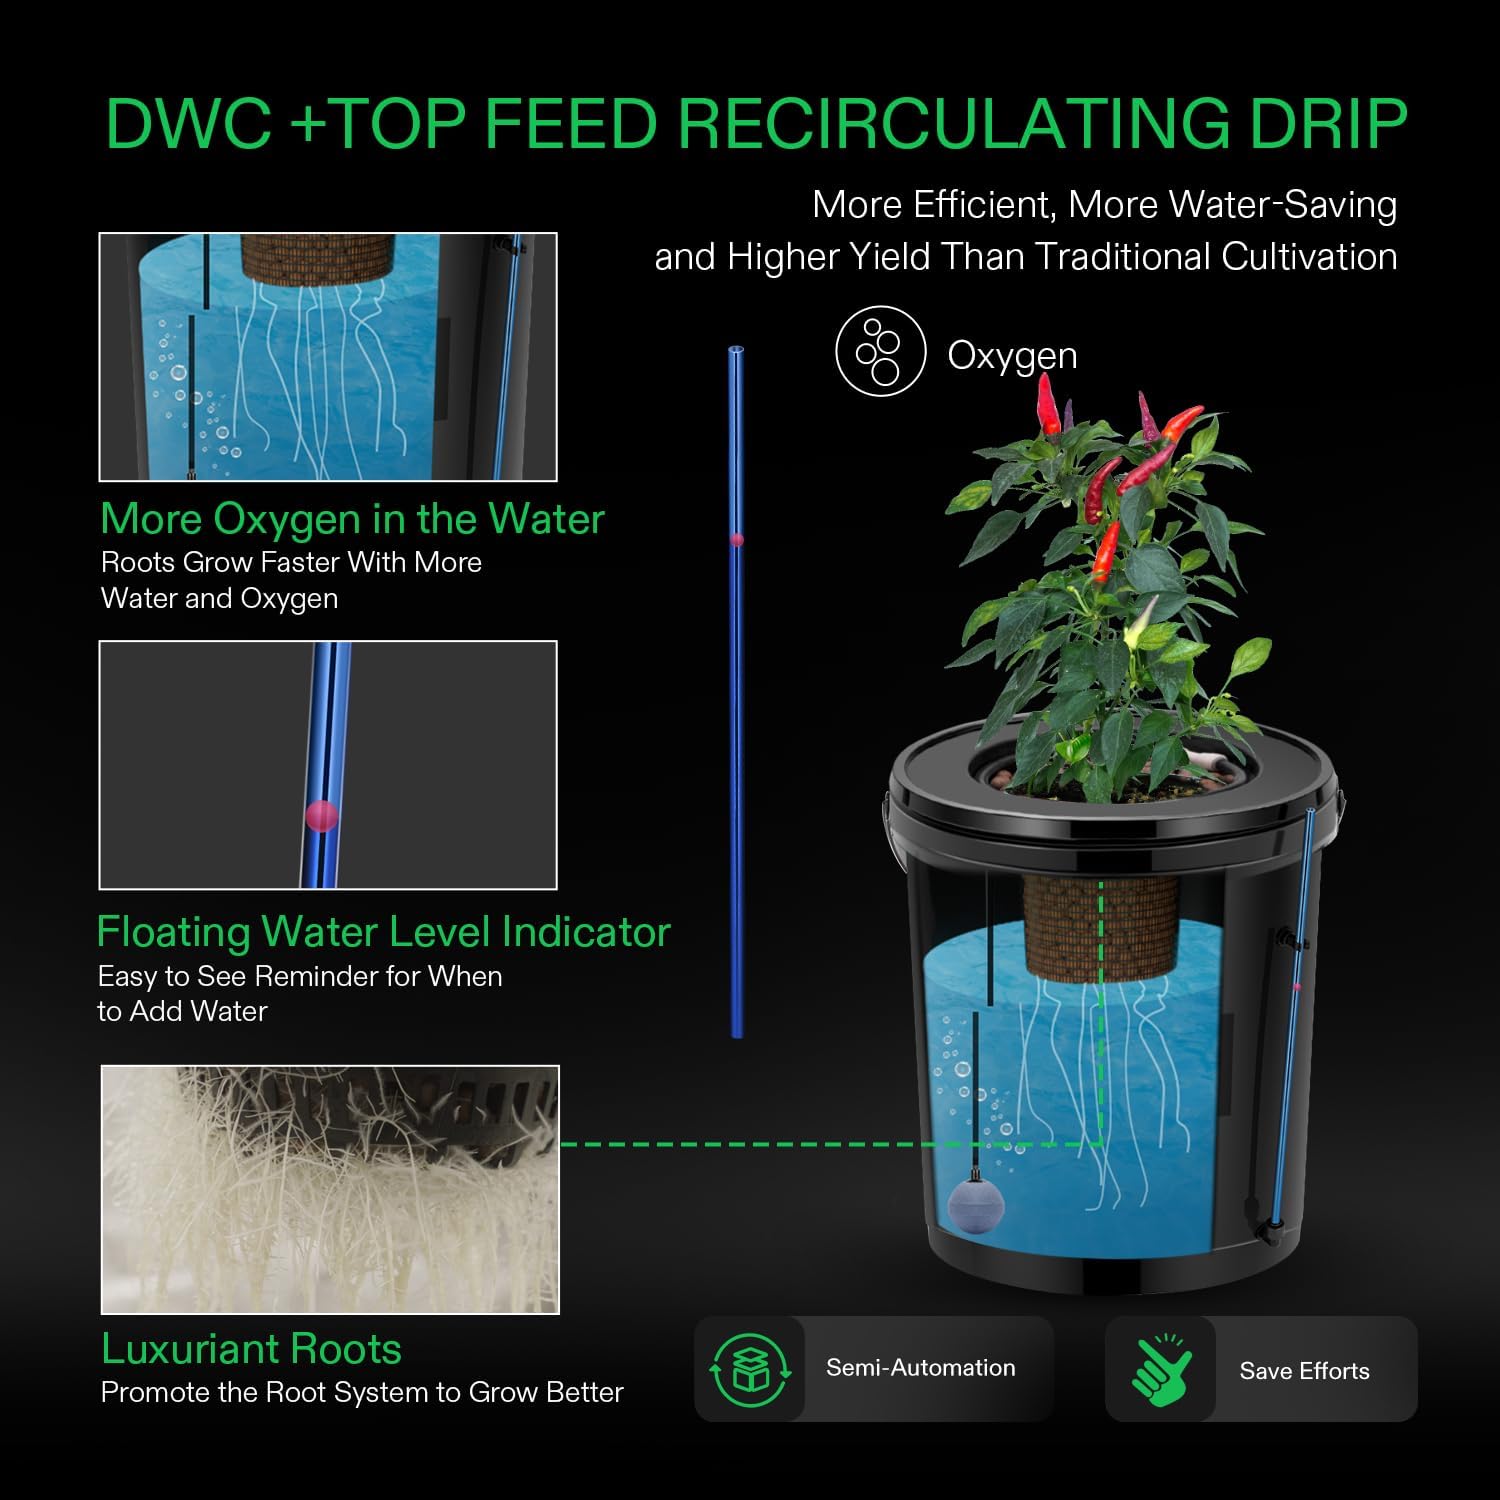 DWC +TOP FEED RECIRCULATING DRIP
More Efficient, More Water-Saving
and Higher Yield Than Traditional Cultivation
Oxygen
More Oxygen in the Water
Roots Grow Faster With More
Water and Oxygen
Floating Water Level Indicator
Easy to See Reminder for When
to Add Water
Luxuriant Roots
Promote the Root System to Grow Better
Semi-Automation
Save Efforts